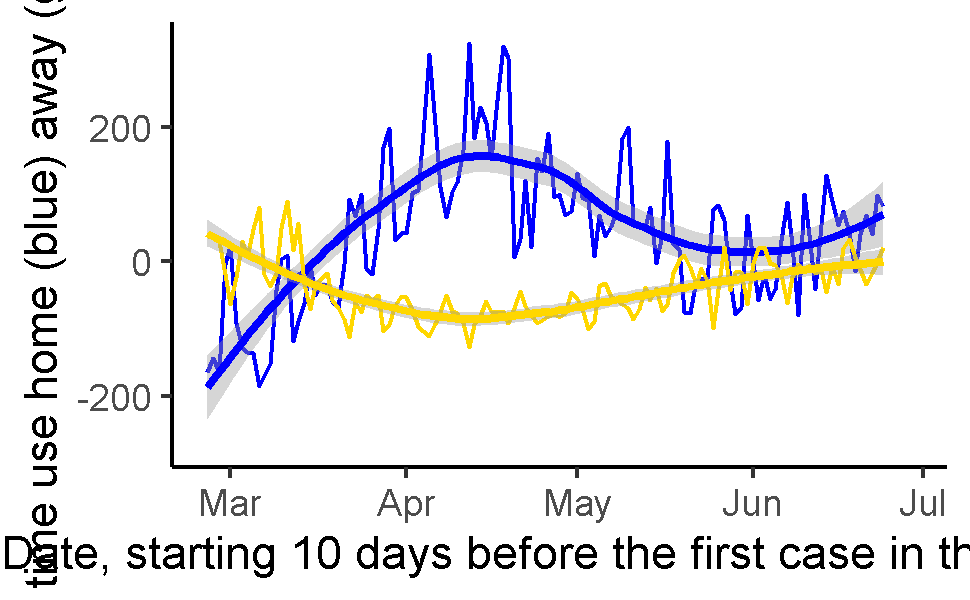 time use home (blue) away (
200
0
-200
Mar Apr May Jun Jul
Date, starting 10 days before the first case in th